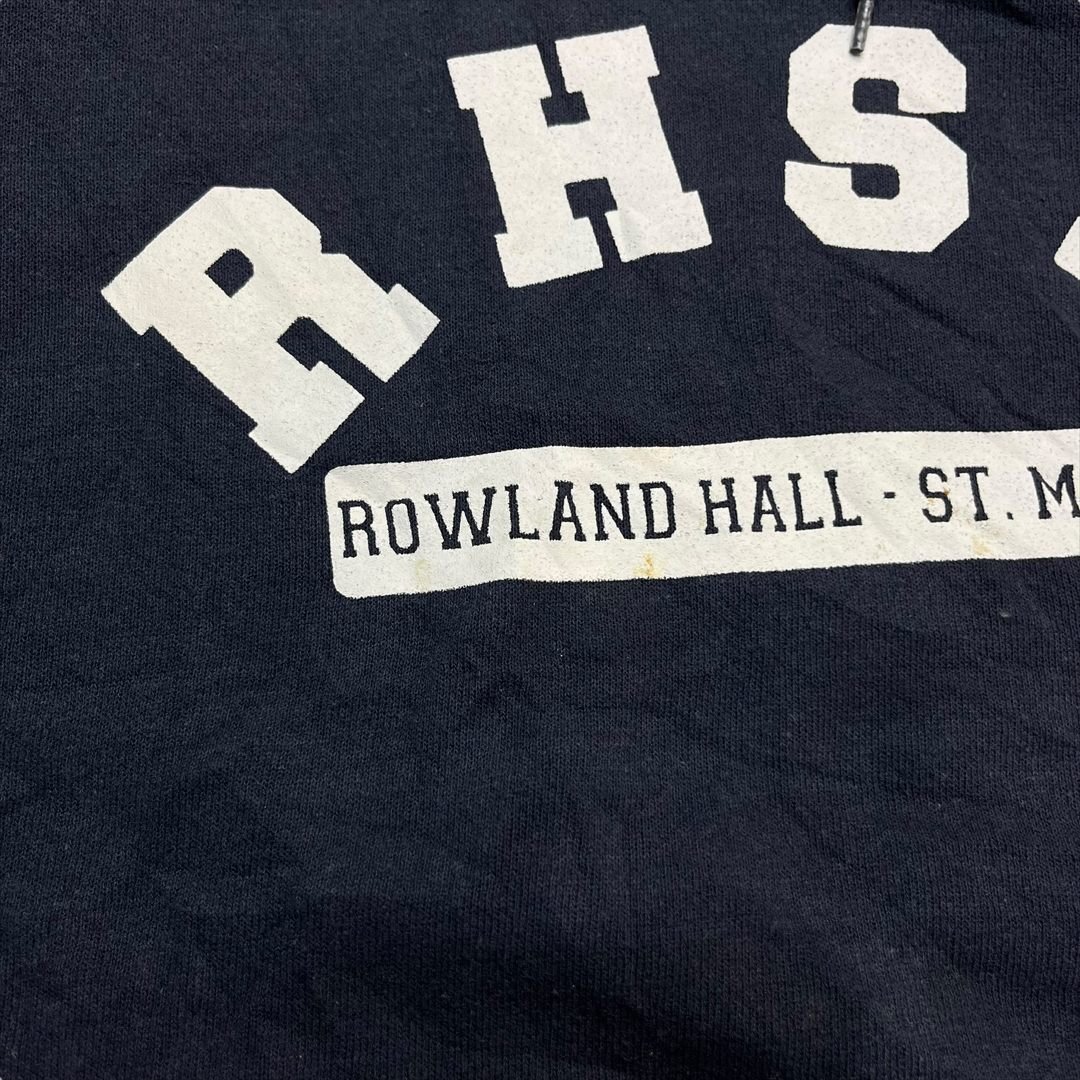 RHS
ROWLAND HALL - ST. M